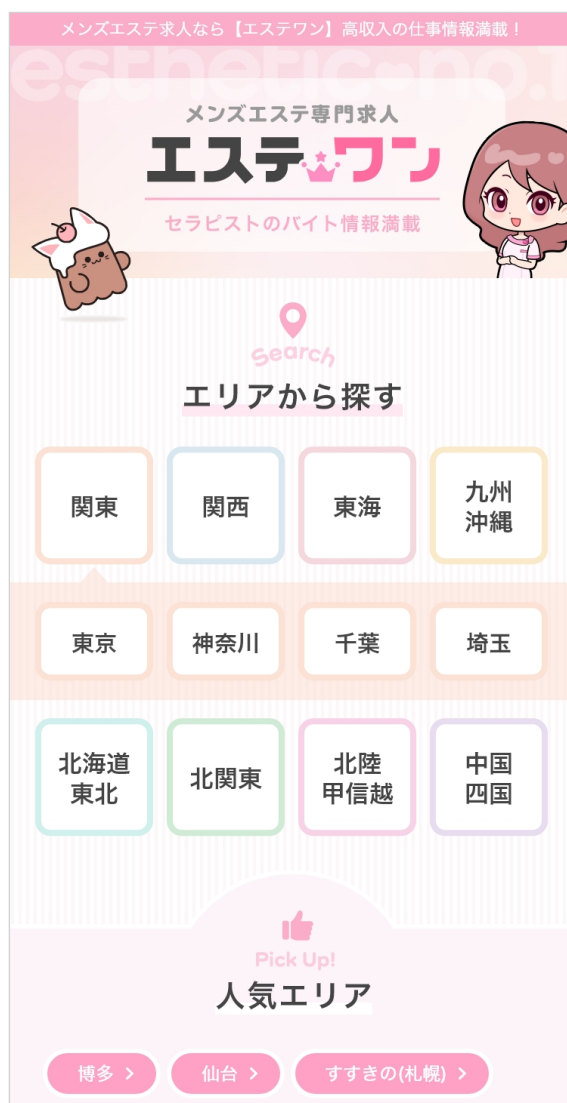 メンズエステ求人なら【エステワン】高収入の仕事情報満載！
esthetic-no.1
メンズエステ専門求人
エステワン
セラピストのバイト情報満載
Search
エリアから探す
関東
関西
東海
九州
沖縄
東京
神奈川
千葉
埼玉
北海道
東北
北関東
北陸
甲信越
中国
四国
Pick Up!
人気エリア
博多 >
仙台 >
すすきの(札幌) >